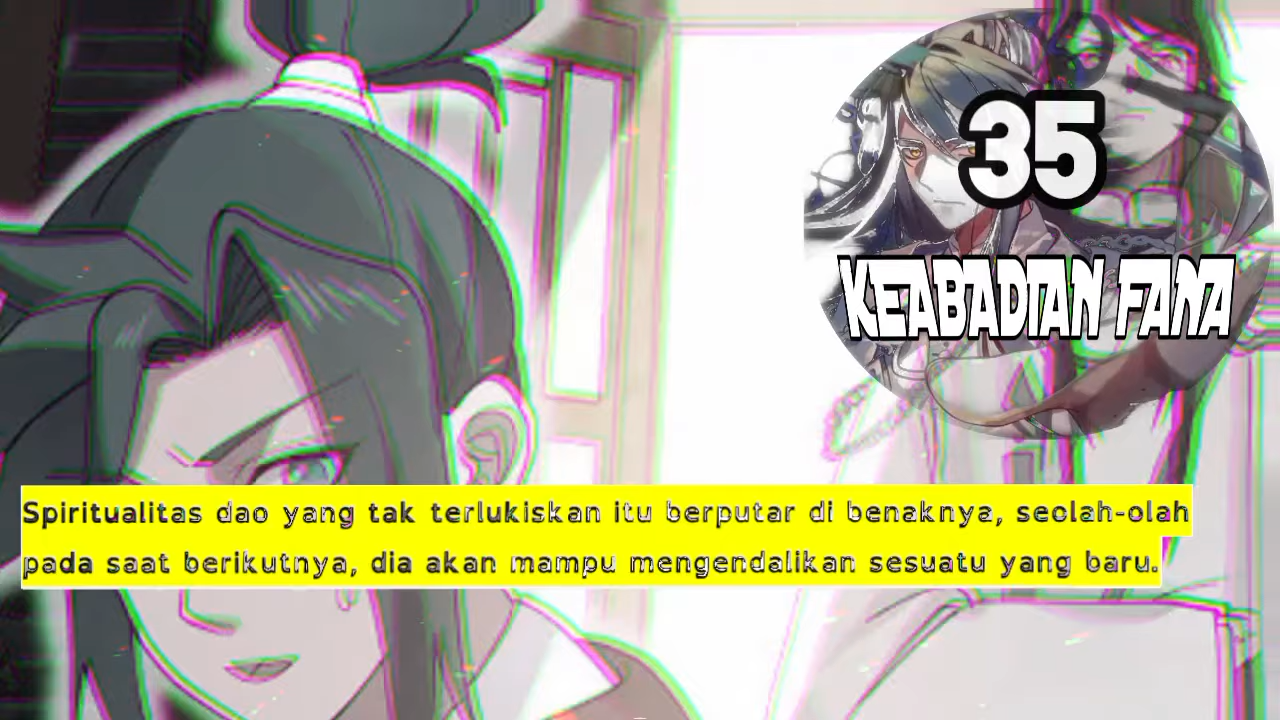 35
KEABADIAN FANA
Spiritualitas dao yang tak terlukiskan itu berputar di benaknya, seolah-olah
pada saat berikutnya, dia akan mampu mengendalikan sesuatu yang baru.